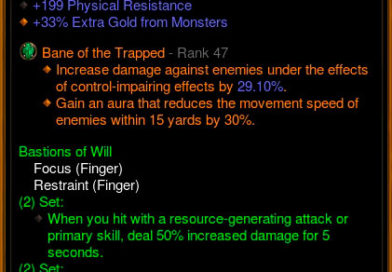 +199 Physical Resistance
+33% Extra Gold from Monsters
Bane of the Trapped - Rank 47
Increase damage against enemies under the effects
of control-impairing effects by 29.10%.
Gain an aura that reduces the movement speed of
enemies within 15 yards by 30%.
Bastions of Will
Focus (Finger)
Restraint (Finger)
(2) Set:
When you hit with a resource-generating attack or
primary skill, deal 50% increased damage for 5
seconds.
(2) Set: